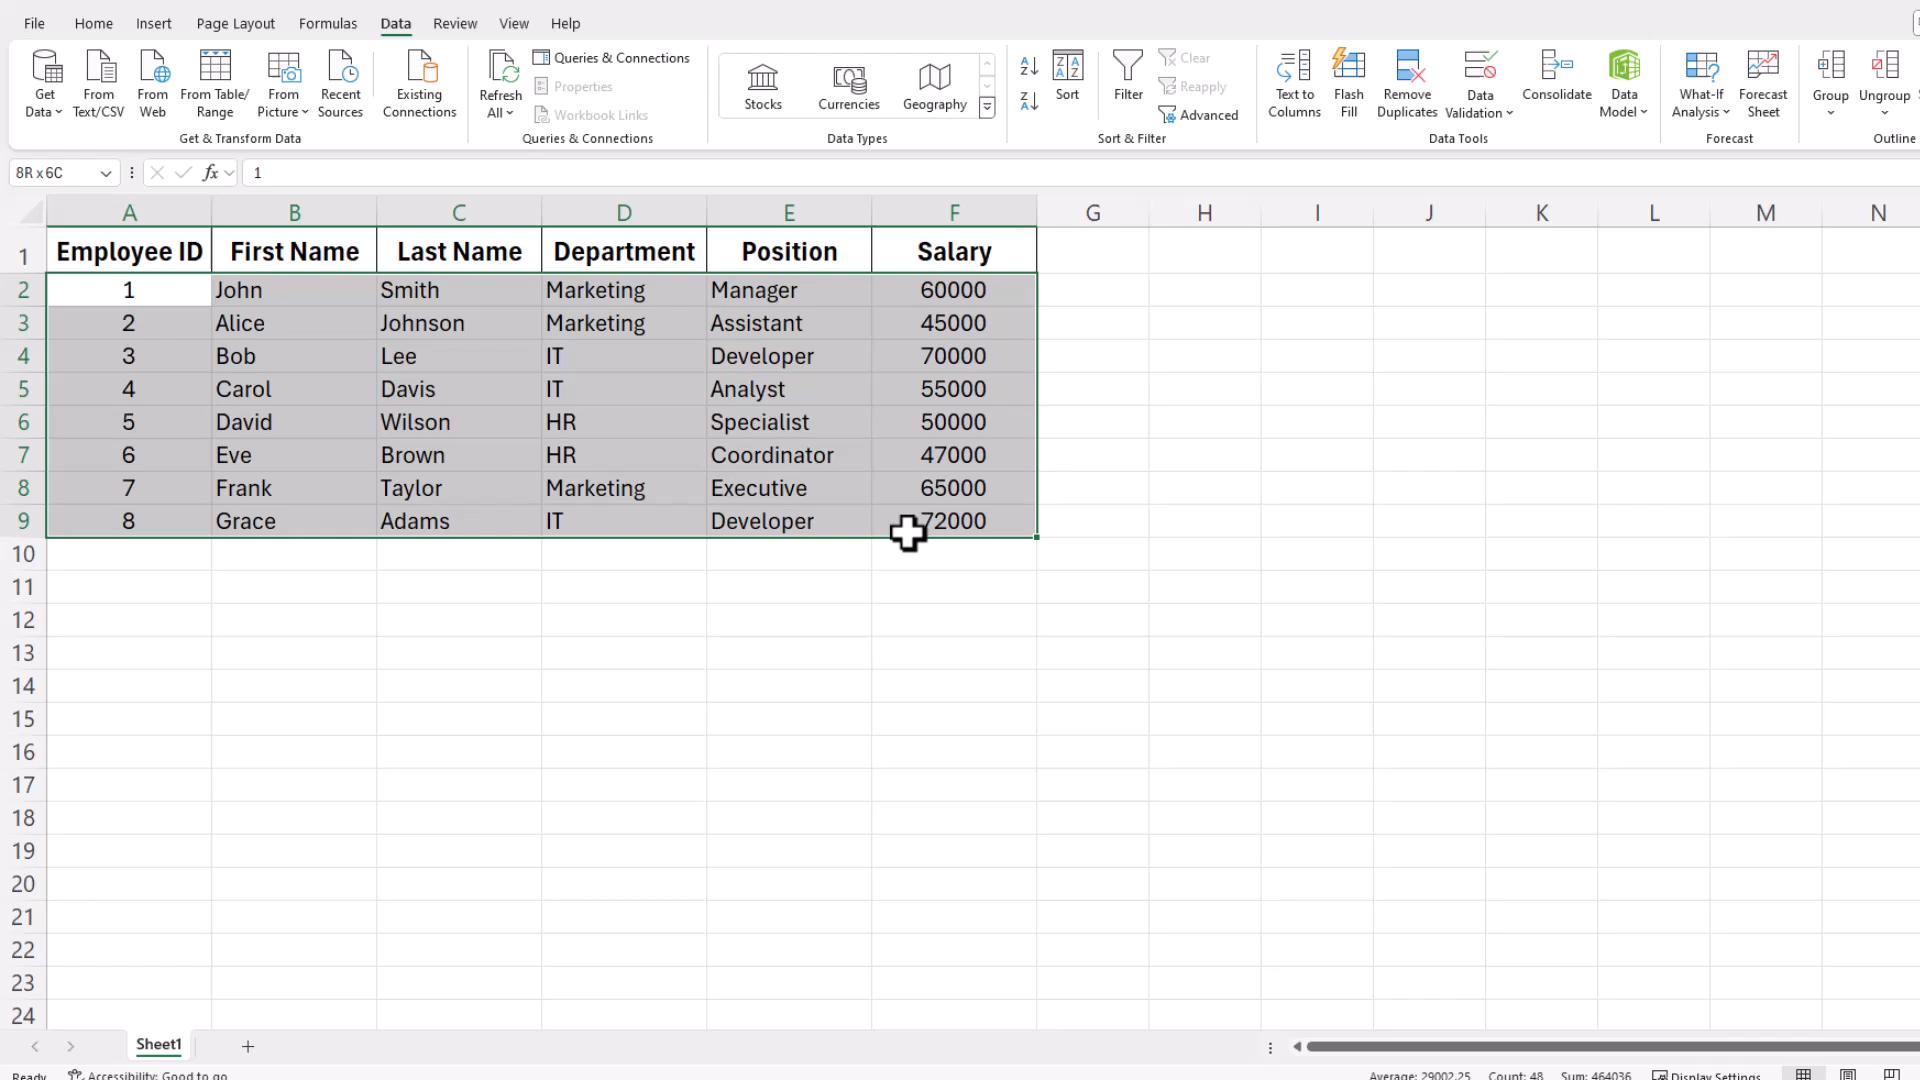 File Home Insert Page Layout Formulas Data Review View Help
Get Data From Text/CSV From Web From Table/ Range From Picture Recent Sources Existing Connections
Get & Transform Data
Refresh All Queries & Connections Properties Workbook Links
Queries & Connections
Stocks Currencies Geography
Data Types
Sort Filter Clear Reapply Advanced
Sort & Filter
Text to Columns Flash Fill Remove Duplicates Data Validation Consolidate Data Model
Data Tools
What-If Analysis Forecast Sheet
Forecast
Group Ungroup
Outline
8R x 6C fx 1
A B C D E F G H I J K L M N
1 Employee ID First Name Last Name Department Position Salary
2 1 John Smith Marketing Manager 60000
3 2 Alice Johnson Marketing Assistant 45000
4 3 Bob Lee IT Developer 70000
5 4 Carol Davis IT Analyst 55000
6 5 David Wilson HR Specialist 50000
7 6 Eve Brown HR Coordinator 47000
8 7 Frank Taylor Marketing Executive 65000
9 8 Grace Adams IT Developer 72000
10
11
12
13
14
15
16
17
18
19
20
21
22
23
24
Sheet1
Ready Accessibility: Good to go Average: 29002.25 Count: 48 Sum: 464036 Display Settings